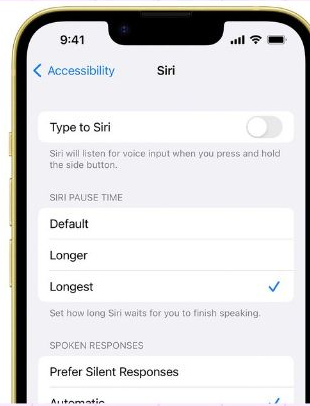 9:41
Accessibility
Siri
Type to Siri
Siri will listen for voice input when you press and hold
the side button.
SIRI PAUSE TIME
Default
Longer
Longest
Set how long Siri waits for you to finish speaking.
SPOKEN RESPONSES
Prefer Silent Responses
Automatic